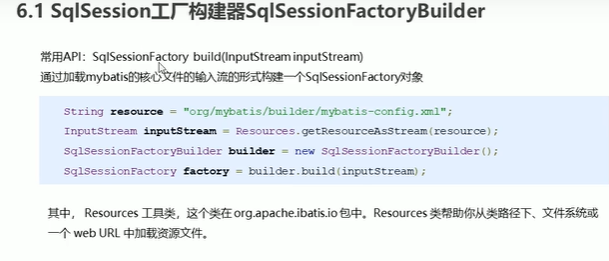 6.1 SqlSession工厂构建器SqlSessionFactoryBuilder
常用API：SqlSessionFactory build(InputStream inputStream)
通过加载mybatis的核心文件的输入流的形式构建一个SqlSessionFactory对象
String resource = "org/mybatis/builder/mybatis-config.xml";
InputStream inputStream = Resources.getResourceAsStream(resource);
SqlSessionFactoryBuilder builder = new SqlSessionFactoryBuilder();
SqlSessionFactory factory = builder.build(inputStream);
其中， Resources 工具类，这个类在 org.apache.ibatis.io 包中。Resources 类帮助你从类路径下、文件系统或
一个 web URL 中加载资源文件。